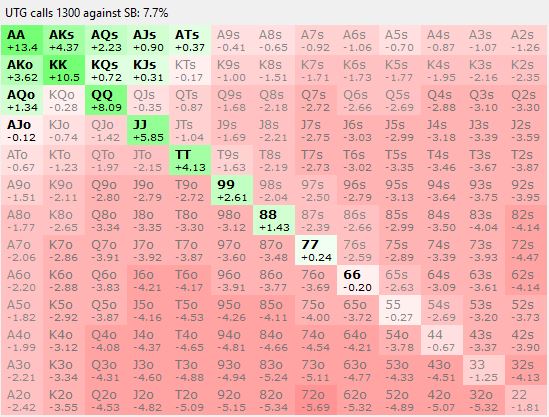 UTG calls 1300 against SB: 7.7%
AA AKs AQs AJs ATs A9s A8s A7s A6s A5s A4s A3s A2s
+13.4 +4.37 +2.23 +0.90 +0.37 -0.41 -0.65 -0.92 -1.06 -0.70 -0.87 -1.07 -1.26
AKo KK KQs KJs KTs K9s K8s K7s K6s K5s K4s K3s K2s
+3.62 +10.5 +0.72 +0.31 -0.17 -1.00 -1.51 -1.71 -1.73 -1.77 -1.95 -2.16 -2.35
AQo KQo QQ QJs QTs Q9s Q8s Q7s Q6s Q5s Q4s Q3s Q2s
+1.34 -0.28 +8.09 -0.35 -0.87 -1.68 -2.18 -2.72 -2.66 -2.69 -2.88 -3.10 -3.30
AJo KJo QJo JJ JTs J9s J8s J7s J6s J5s J4s J3s J2s
-0.12 -0.74 -1.42 +5.85 -1.04 -1.69 -2.21 -2.75 -3.03 -2.99 -3.18 -3.39 -3.59
ATo KTo QTo JTo TT T9s T8s T7s T6s T5s T4s T3s T2s
-0.67 -1.23 -1.97 -2.15 +4.13 -1.63 -2.19 -2.73 -3.02 -3.35 -3.46 -3.67 -3.87
A9o K9o Q9o J9o T9o 99 98s 97s 96s 95s 94s 93s 92s
-1.51 -2.11 -2.80 -2.79 -2.72 +2.61 -2.04 -2.50 -2.79 -3.13 -3.64 -3.75 -3.95
A8o K8o Q8o J8o T8o 98o 88 87s 86s 85s 84s 83s 82s
-1.77 -2.65 -3.34 -3.35 -3.30 -3.12 +1.43 -2.39 -2.66 -2.99 -3.50 -4.04 -4.14
A7o K7o Q7o J7o T7o 97o 87o 77 76s 75s 74s 73s 72s
-2.06 -2.86 -3.91 -3.92 -3.87 -3.60 -3.48 +0.24 -2.59 -2.89 -3.39 -3.93 -4.47
A6o K6o Q6o J6o T6o 96o 86o 76o 66 65s 64s 63s 62s
-2.20 -2.88 -3.83 -4.21 -4.17 -3.91 -3.77 -3.69 -0.20 -2.63 -3.09 -3.61 -4.14
A5o K5o Q5o J5o T5o 95o 85o 75o 65o 55 54s 53s 52s
-1.82 -2.92 -3.87 -4.16 -4.53 -4.26 -4.11 -4.00 -3.72 -0.27 -2.69 -3.20 -3.73
A4o K4o Q4o J4o T4o 94o 84o 74o 64o 54o 44 43s 42s
-1.99 -3.12 -4.08 -4.37 -4.65 -4.81 -4.66 -4.54 -4.21 -3.78 -0.67 -3.37 -3.90
A3o K3o Q3o J3o T3o 93o 83o 73o 63o 53o 43o 33 32s
-2.21 -3.34 -4.31 -4.60 -4.88 -4.94 -5.24 -5.11 -4.77 -4.33 -4.51 -1.25 -4.13
A2o K2o Q2o J2o T2o 92o 82o 72o 62o 52o 42o 32o 22
-2.42 -3.55 -4.53 -4.82 -5.09 -5.15 -5.34 -5.69 -5.32 -4.89 -5.07 -5.32 -1.81